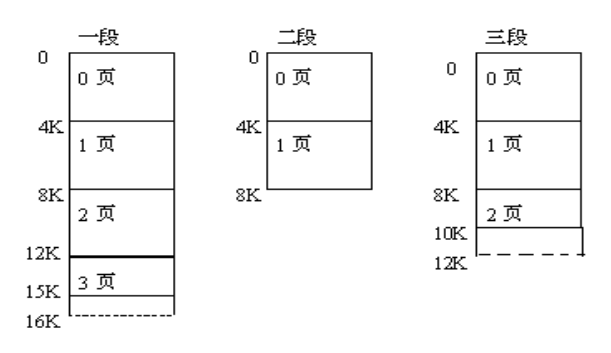 一段 二段 三段
0 0 0
0 页 0 页 0 页
4K 4K 4K
1 页 1 页 1 页
8K 8K 8K
2 页 2 页
10K
12K 12K
3 页
15K
16K